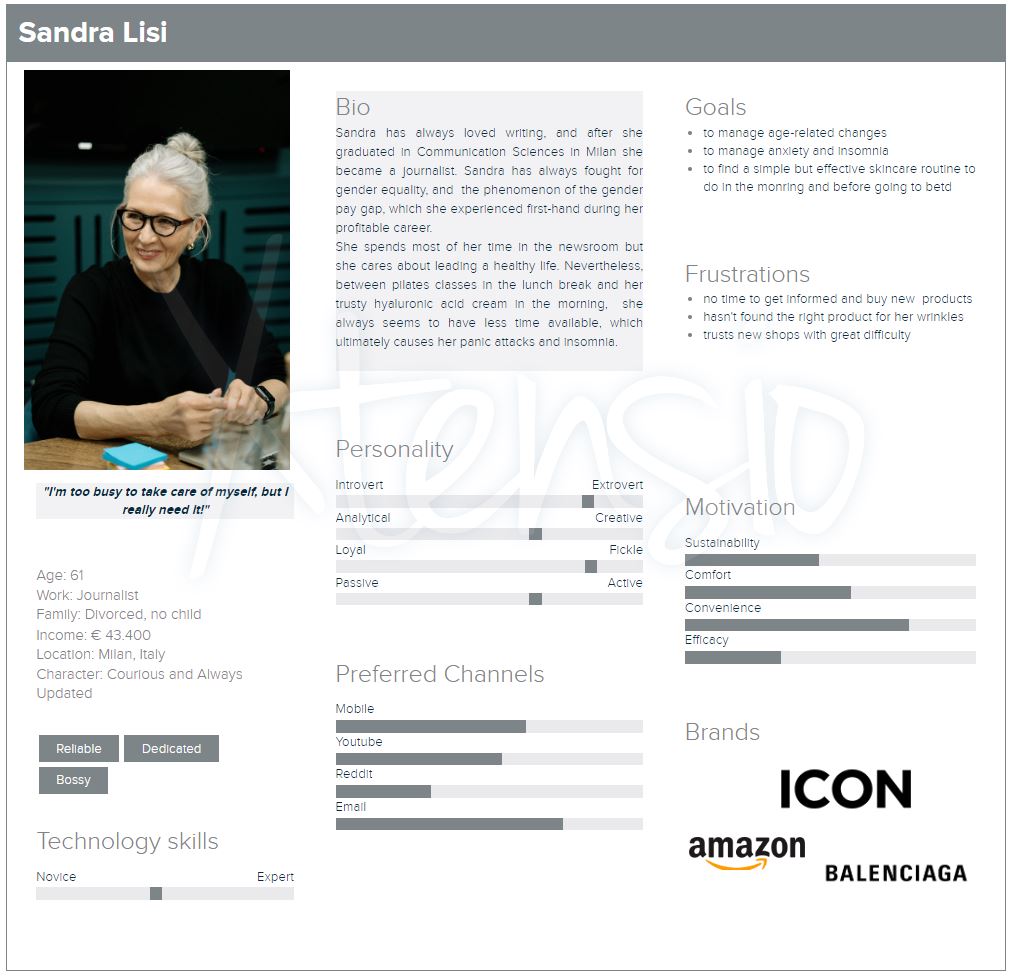 Sandra Lisi
"I'm too busy to take care of myself, but I
really need it!"
Age: 61
Work: Journalist
Family: Divorced, no child
Income: € 43.400
Location: Milan, Italy
Character: Courious and Always
Updated
Reliable
Dedicated
Bossy
Technology skills
Novice Expert
Bio
Sandra has always loved writing, and after she
graduated in Communication Sciences in Milan she
became a journalist. Sandra has always fought for
gender equality, and the phenomenon of the gender
pay gap, which she experienced first-hand during her
profitable career.
She spends most of her time in the newsroom but
she cares about leading a healthy life. Nevertheless,
between pilates classes in the lunch break and her
trusty hyaluronic acid cream in the morning, she
always seems to have less time available, which
ultimately causes her panic attacks and insomnia.
Personality
Introvert Extrovert
Analytical Creative
Loyal Fickle
Passive Active
Preferred Channels
Mobile
Youtube
Reddit
Email
Goals
to manage age-related changes
to manage anxiety and insomnia
to find a simple but effective skincare routine to
do in the monring and before going to betd
Frustrations
no time to get informed and buy new products
hasn't found the right product for her wrinkles
trusts new shops with great difficulty
Motivation
Sustainability
Comfort
Convenience
Efficacy
Brands
ICON
amazon
BALENCIAGA
Xtensio